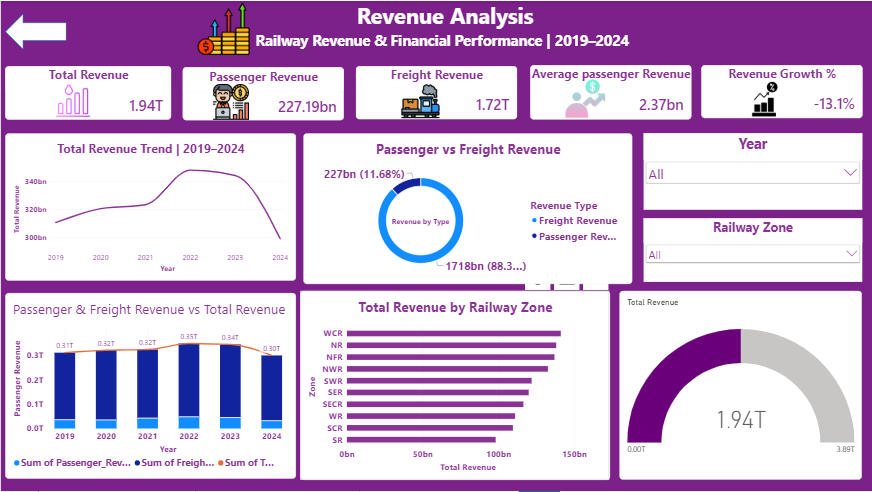 Revenue Analysis
Railway Revenue & Financial Performance | 2019–2024
Total Revenue
1.94T
Passenger Revenue
227.19bn
Freight Revenue
1.72T
Average passenger Revenue
2.37bn
Revenue Growth %
-13.1%
Total Revenue Trend | 2019–2024
Total Revenue
340bn
320bn
300bn
2019 2020 2021 2022 2023 2024
Year
Passenger vs Freight Revenue
227bn (11.68%)
Revenue by Type
1718bn (88.3...)
Revenue Type
Freight Revenue
Passenger Rev...
Year
All
Railway Zone
All
Passenger & Freight Revenue vs Total Revenue
Passenger Revenue
0.3T
0.2T
0.1T
0.0T
0.31T 0.32T 0.32T 0.35T 0.34T 0.30T
2019 2020 2021 2022 2023 2024
Year
Sum of Passenger_Rev... Sum of Freigh... Sum of T...
Total Revenue by Railway Zone
Zone
WCR
NR
NFR
NWR
SWR
SER
SECR
WR
SCR
SR
0bn 50bn 100bn 150bn
Total Revenue
Total Revenue
1.94T
0.00T 3.89T